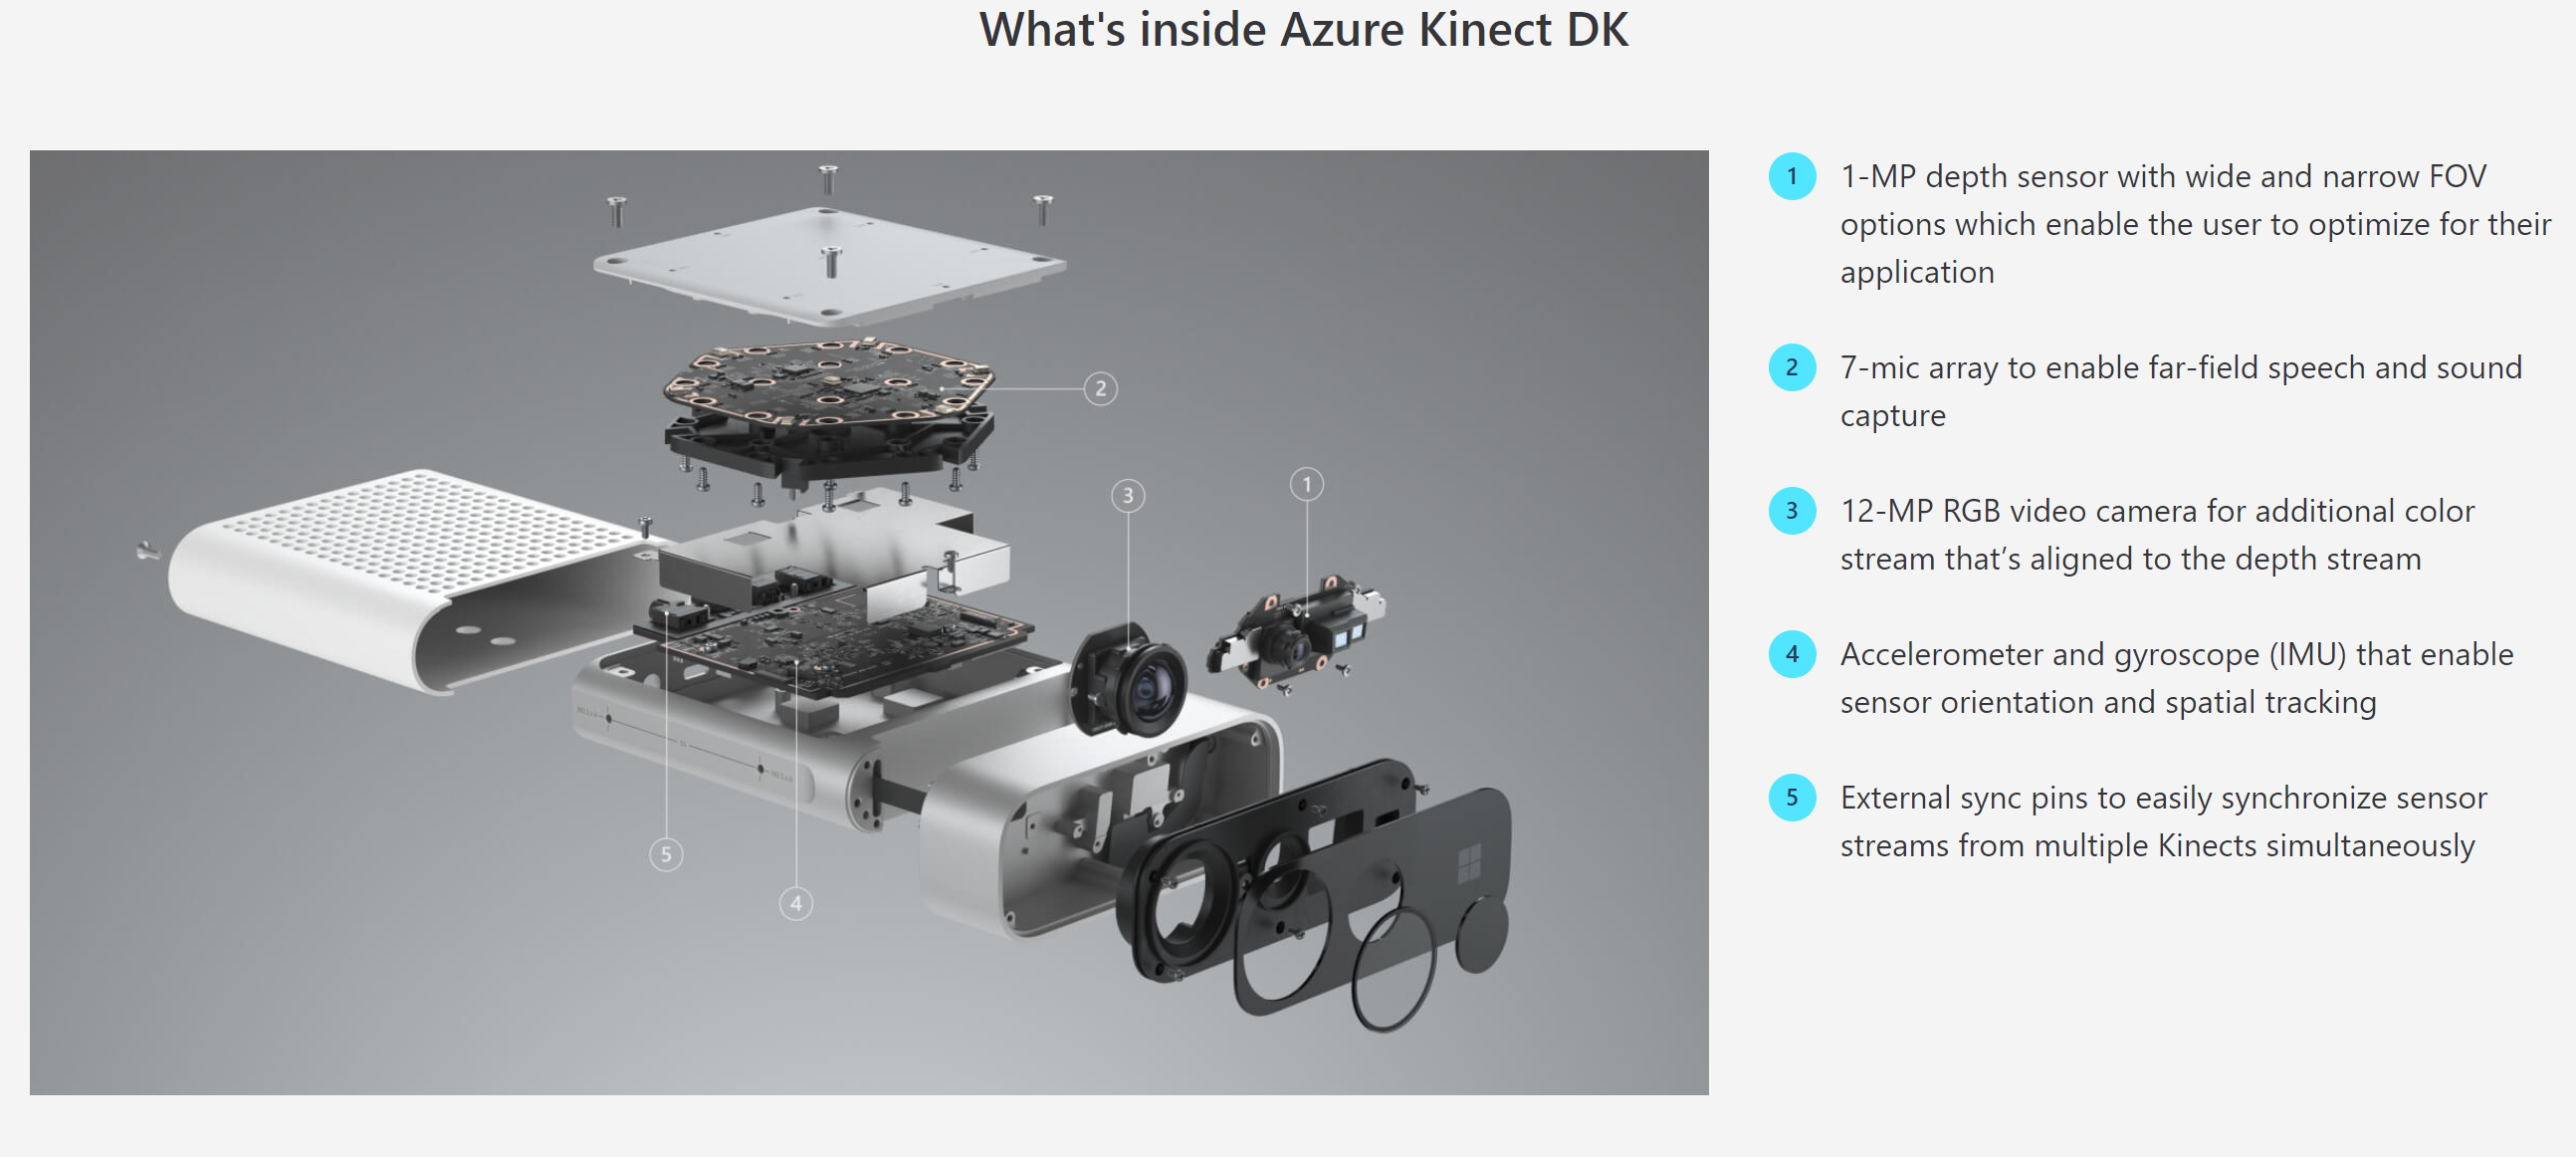 What's inside Azure Kinect DK
1
1-MP depth sensor with wide and narrow FOV
options which enable the user to optimize for their
application
2
7-mic array to enable far-field speech and sound
capture
3
12-MP RGB video camera for additional color
stream that’s aligned to the depth stream
4
Accelerometer and gyroscope (IMU) that enable
sensor orientation and spatial tracking
5
External sync pins to easily synchronize sensor
streams from multiple Kinects simultaneously
2
3
1
5
4